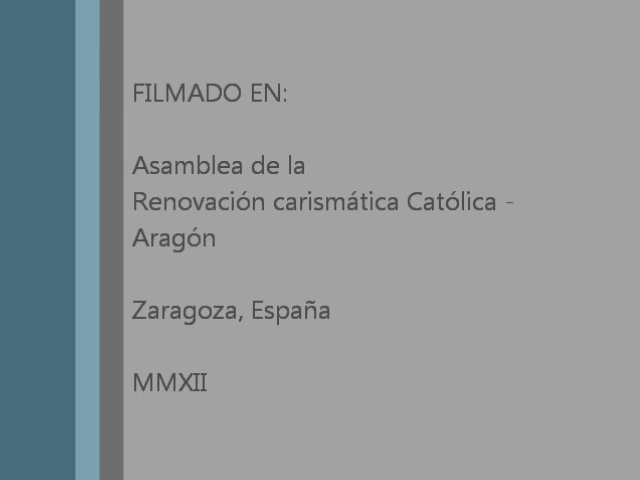 FILMADO EN:
Asamblea de la
Renovación carismática Católica -
Aragón
Zaragoza, España
MMXII